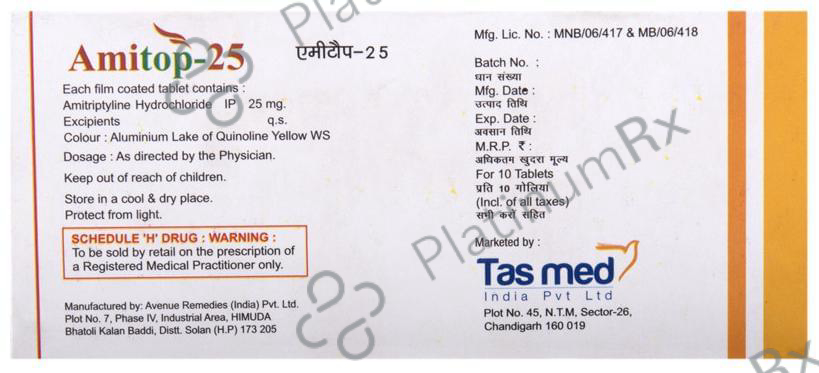 Amitop-25
एमीटौप-25
Each film coated tablet contains :
Amitriptyline Hydrochloride IP 25 mg.
Excipients q.s.
Colour : Aluminium Lake of Quinoline Yellow WS
Dosage : As directed by the Physician.
Keep out of reach of children.
Store in a cool & dry place.
Protect from light.
SCHEDULE 'H' DRUG : WARNING :
To be sold by retail on the prescription of
a Registered Medical Practitioner only.
Manufactured by: Avenue Remedies (India) Pvt. Ltd.
Plot No. 7, Phase IV, Industrial Area, HIMUDA
Bhatoli Kalan Baddi, Distt. Solan (H.P) 173 205
Mfg. Lic. No. : MNB/06/417 & MB/06/418
Batch No. :
धान संख्या
Mfg. Date :
उत्पाद तिथि
Exp. Date :
अवसान तिथि
M.R.P. ₹ :
अधिकतम खुदरा मूल्य
For 10 Tablets
प्रति 10 गोलियां
(Incl. of all taxes)
सभी करों सहित
Marketed by :
Tas med
India Pvt Ltd
Plot No. 45, N.T.M, Sector-26,
Chandigarh 160 019
PlatinumRx
PlatinumRx